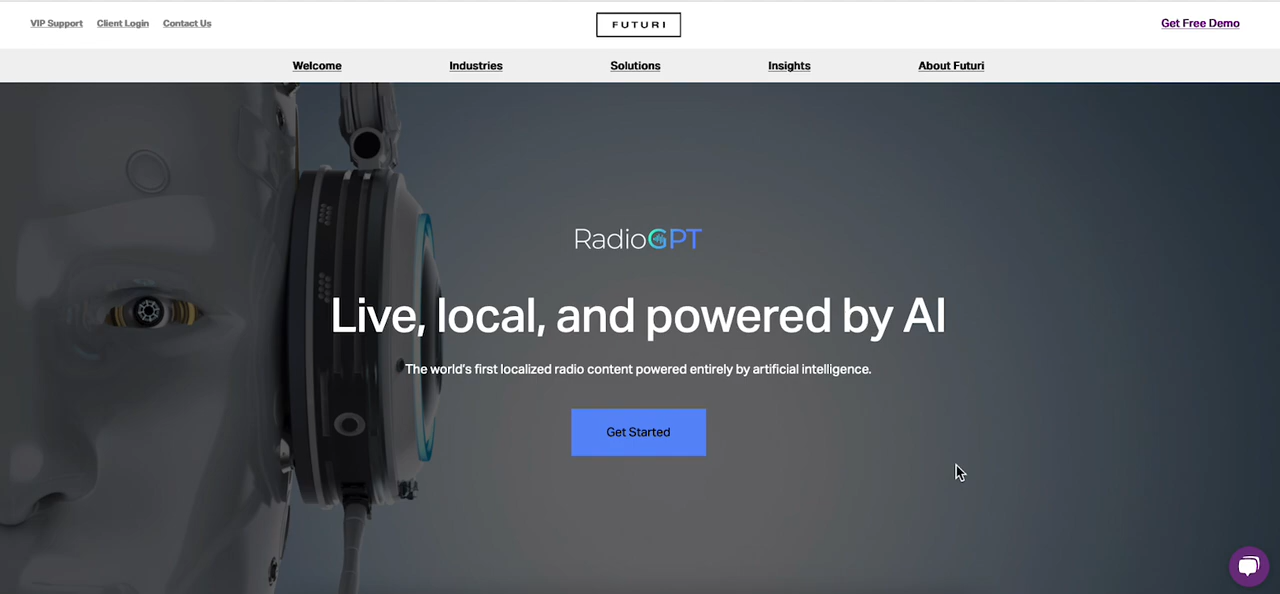 VIP Support Client Login Contact Us
FUTURI
Get Free Demo
Welcome Industries Solutions Insights About Futuri
RadioGPT
Live, local, and powered by AI
The world's first localized radio content powered entirely by artificial intelligence.
Get Started